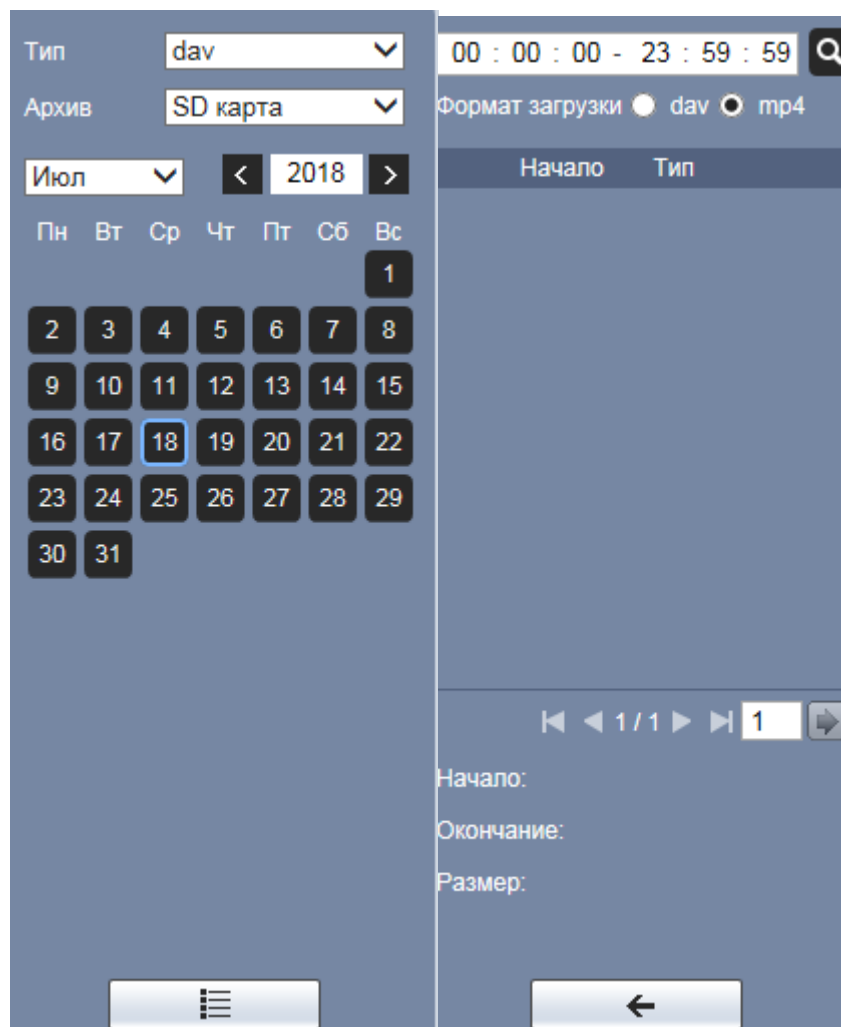 Тип dav
Архив SD карта
Июл 2018
Пн Вт Ср Чт Пт Сб Вс
1
2 3 4 5 6 7 8
9 10 11 12 13 14 15
16 17 18 19 20 21 22
23 24 25 26 27 28 29
30 31
00 : 00 : 00 - 23 : 59 : 59
Формат загрузки dav mp4
Начало Тип
1 / 1 1
Начало:
Окончание:
Размер: